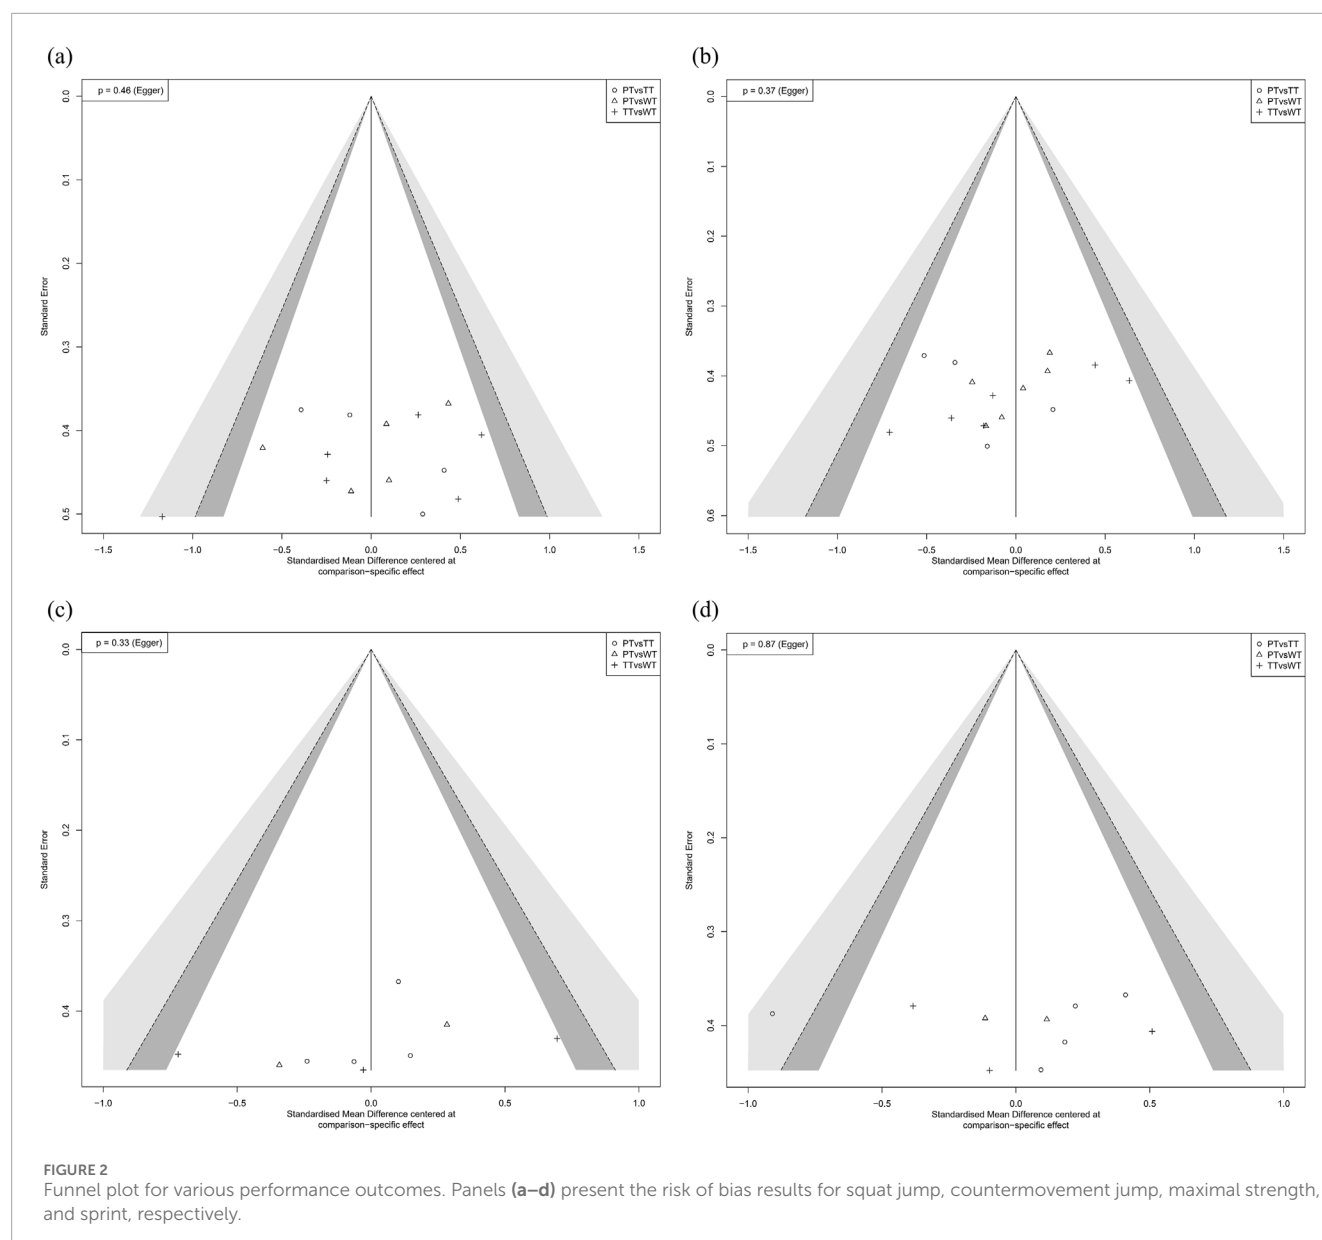 (a)
p = 0.46 (Egger)
PTvsTT
PTvsWT
TTvsWT
0.0
0.1
0.2
0.3
0.4
0.5
Standard Error
−1.5
−1.0
−0.5
0.0
0.5
1.0
1.5
Standardised Mean Difference centered at
comparison−specific effect
(b)
p = 0.37 (Egger)
PTvsTT
PTvsWT
TTvsWT
0.0
0.1
0.2
0.3
0.4
0.5
0.6
Standard Error
−1.5
−1.0
−0.5
0.0
0.5
1.0
1.5
Standardised Mean Difference centered at
comparison−specific effect
(c)
p = 0.33 (Egger)
PTvsTT
PTvsWT
TTvsWT
0.0
0.1
0.2
0.3
0.4
Standard Error
−1.0
−0.5
0.0
0.5
1.0
Standardised Mean Difference centered at
comparison−specific effect
(d)
p = 0.87 (Egger)
PTvsTT
PTvsWT
TTvsWT
0.0
0.1
0.2
0.3
0.4
Standard Error
−1.0
−0.5
0.0
0.5
1.0
Standardised Mean Difference centered at
comparison−specific effect
FIGURE 2
Funnel plot for various performance outcomes. Panels (a–d) present the risk of bias results for squat jump, countermovement jump, maximal strength,
and sprint, respectively.